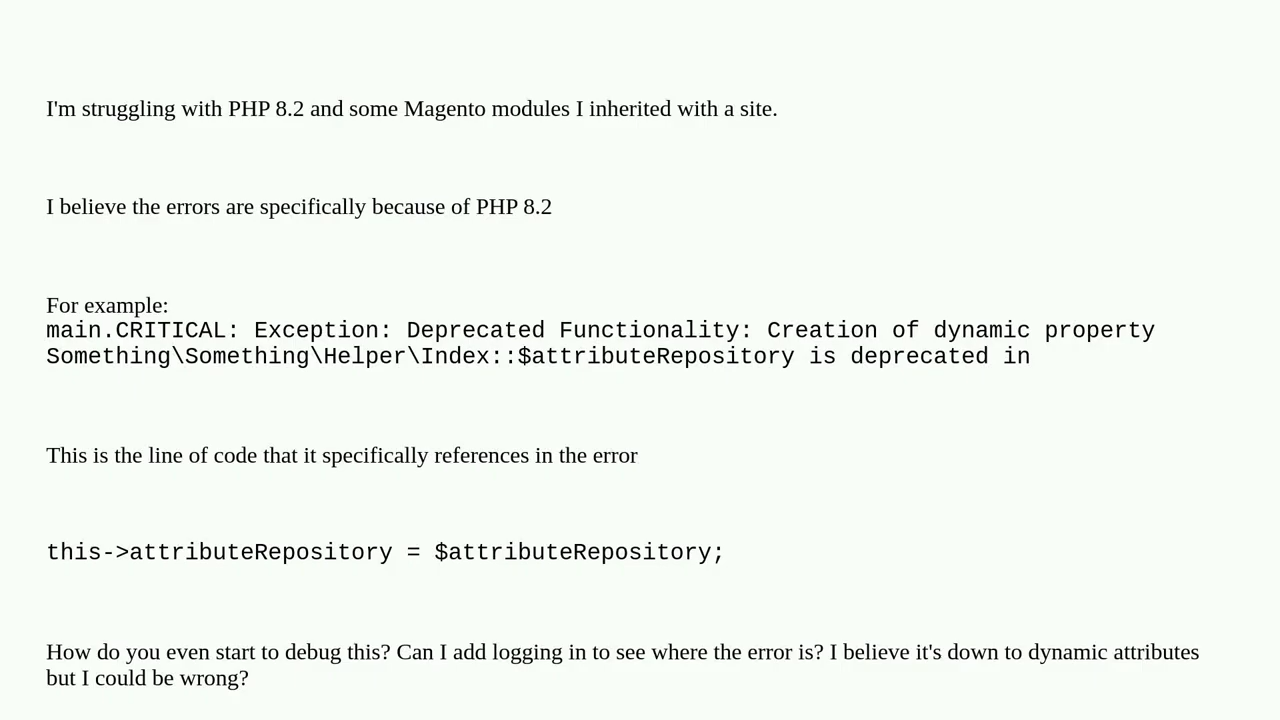 I'm struggling with PHP 8.2 and some Magento modules I inherited with a site.
I believe the errors are specifically because of PHP 8.2
For example:
main.CRITICAL: Exception: Deprecated Functionality: Creation of dynamic property
Something\Something\Helper\Index::$attributeRepository is deprecated in
This is the line of code that it specifically references in the error
this->attributeRepository = $attributeRepository;
How do you even start to debug this? Can I add logging in to see where the error is? I believe it's down to dynamic attributes
but I could be wrong?